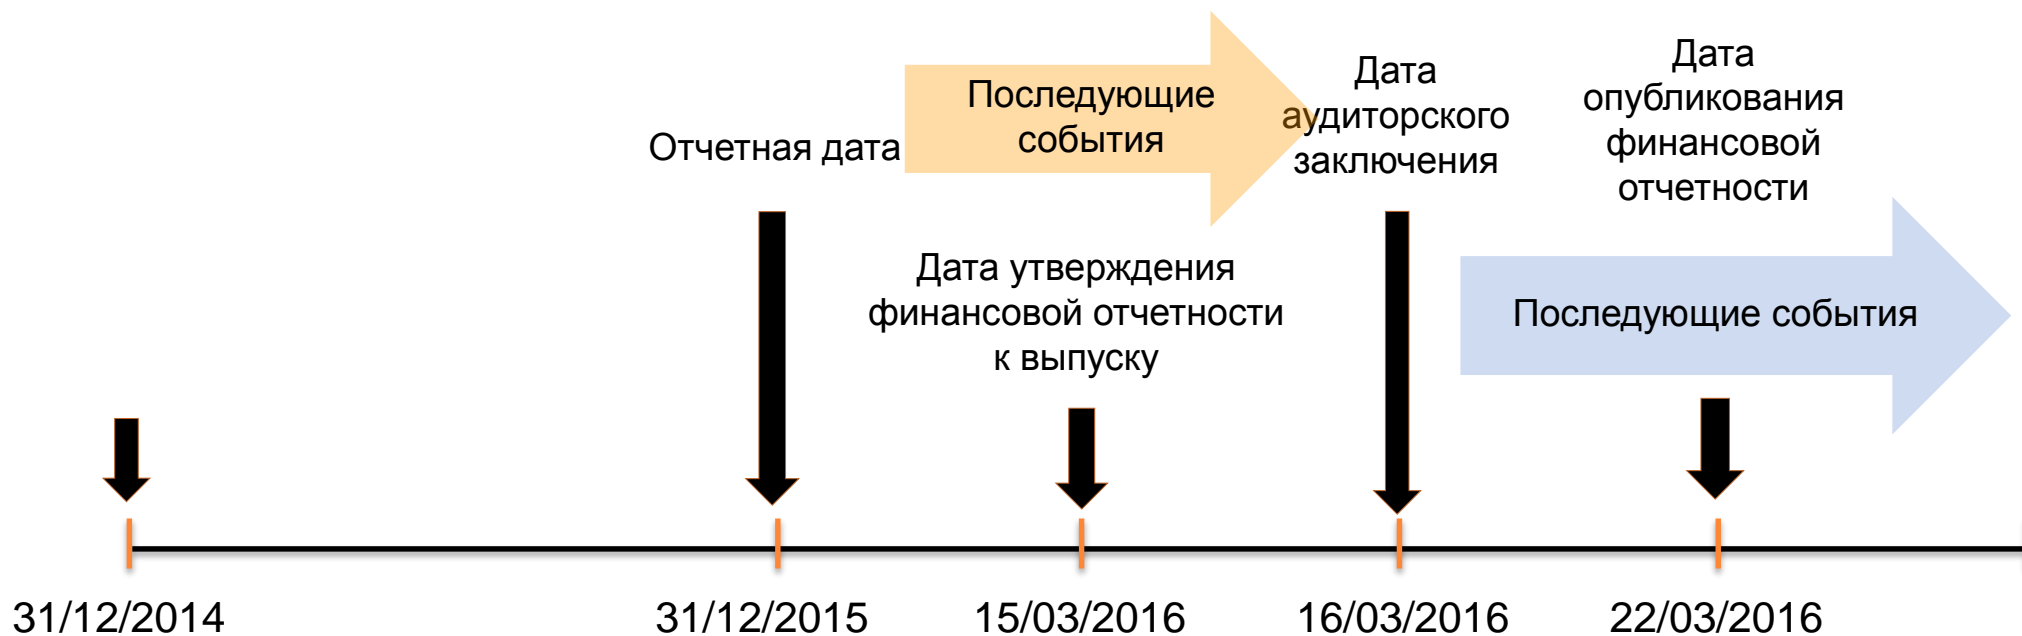 Последующие
события
Дата
аудиторского
заключения
Дата
опубликования
финансовой
отчетности
Отчетная дата
Дата утверждения
финансовой отчетности
к выпуску
Последующие события
31/12/2014
31/12/2015
15/03/2016
16/03/2016
22/03/2016